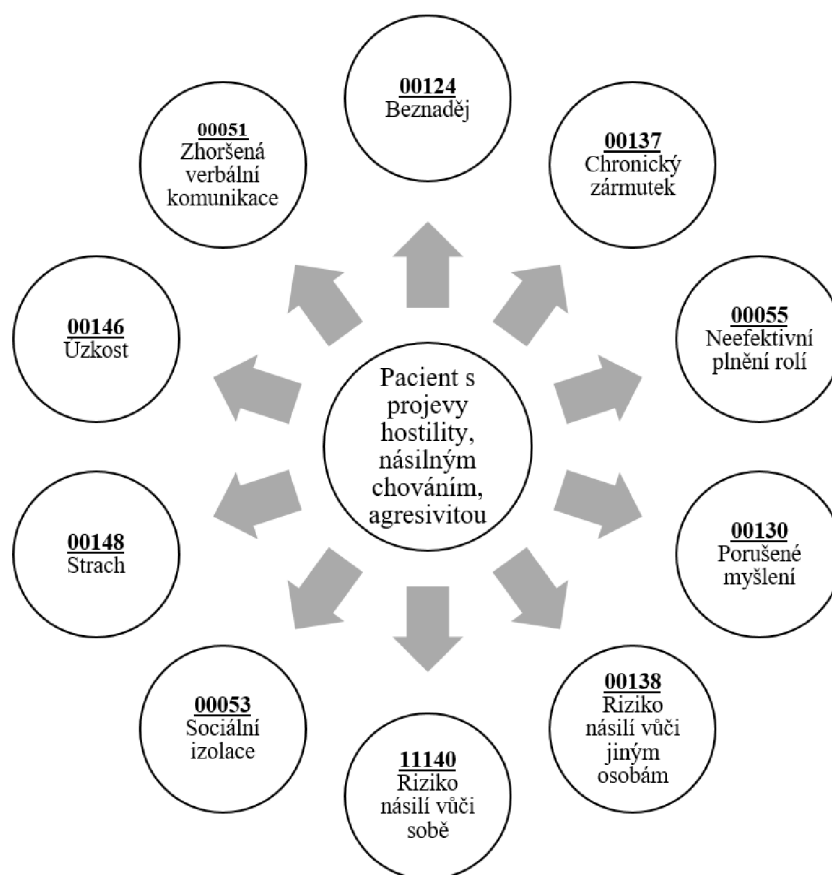 00124
Beznaděj
00137
Chronický
zármutek
00055
Neefektivní
plnění rolí
00130
Porušené
myšlení
00138
Riziko
násilí vůči
jiným
osobám
11140
Riziko
násilí vůči
sobě
00053
Sociální
izolace
00148
Strach
00146
Úzkost
00051
Zhoršená
verbální
komunikace
Pacient s
projevy
hostility,
násilným
chováním,
agresivitou